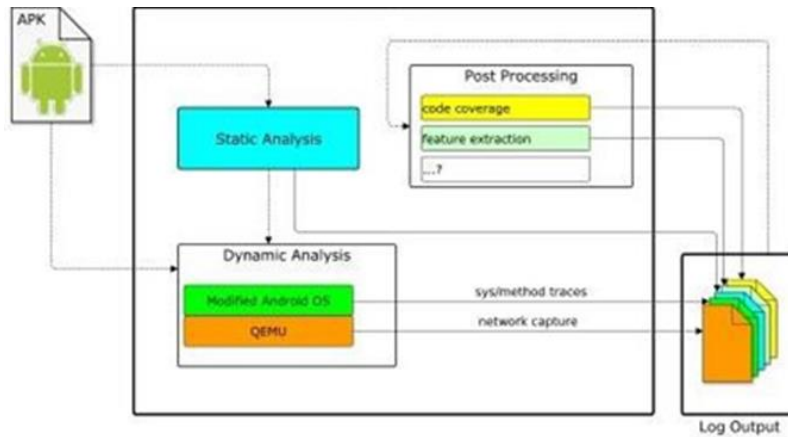 APK
Post Processing
code coverage
feature extraction
...?
Static Analysis
Dynamic Analysis
Modified Android OS
QEMU
sys/method traces
network capture
Log Output